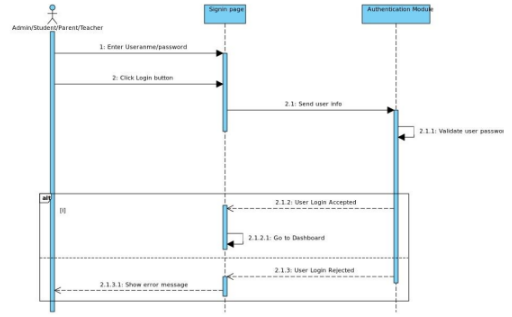 Signin page
Authentication Module
Admin/Student/Parent/Teacher
1: Enter Useranme/password
2: Click Login button
2.1: Send user info
2.1.1: Validate user passwo
alt
2.1.2: User Login Accepted
2.1.2.1: Go to Dashboard
2.1.3: User Login Rejected
2.1.3.1: Show error message